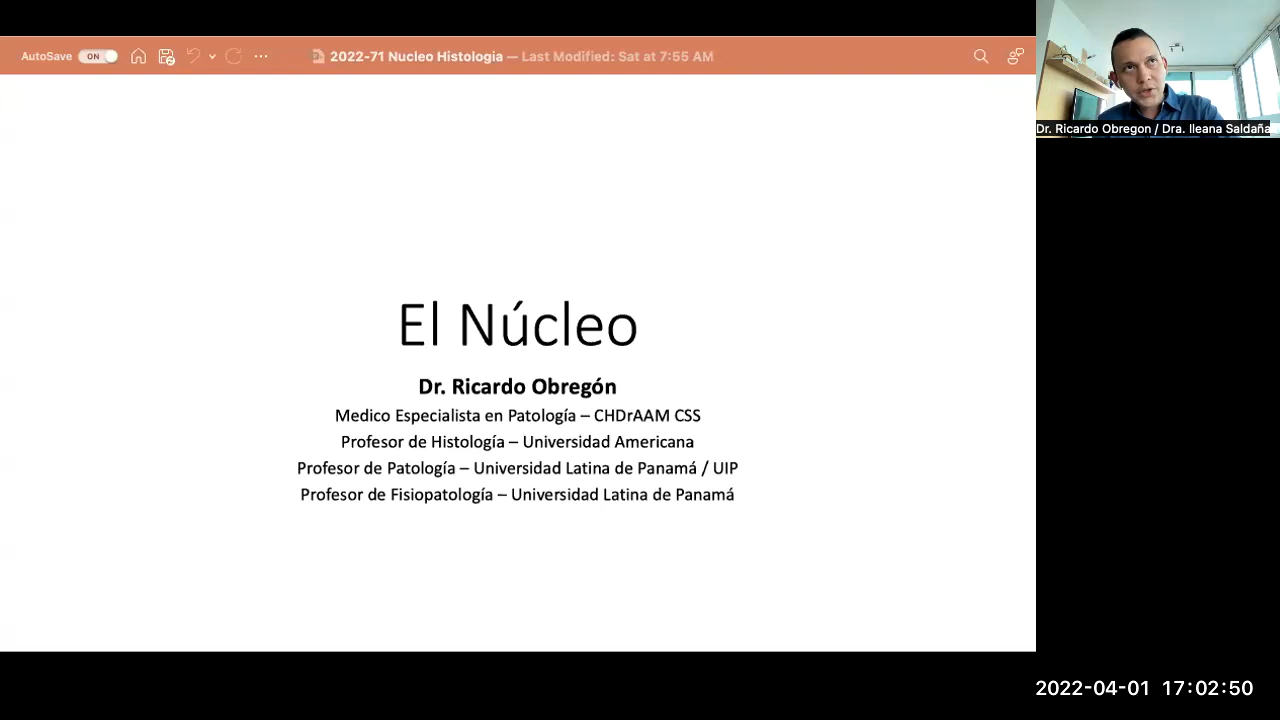 AutoSave ON 2022-71 Nucleo Histologia — Last Modified: Sat at 7:55 AM
Dr. Ricardo Obregon / Dra. Ileana Saldaña
El Núcleo
Dr. Ricardo Obregón
Medico Especialista en Patología – CHDrAAM CSS
Profesor de Histología – Universidad Americana
Profesor de Patología – Universidad Latina de Panamá / UIP
Profesor de Fisiopatología – Universidad Latina de Panamá
2022-04-01 17:02:50